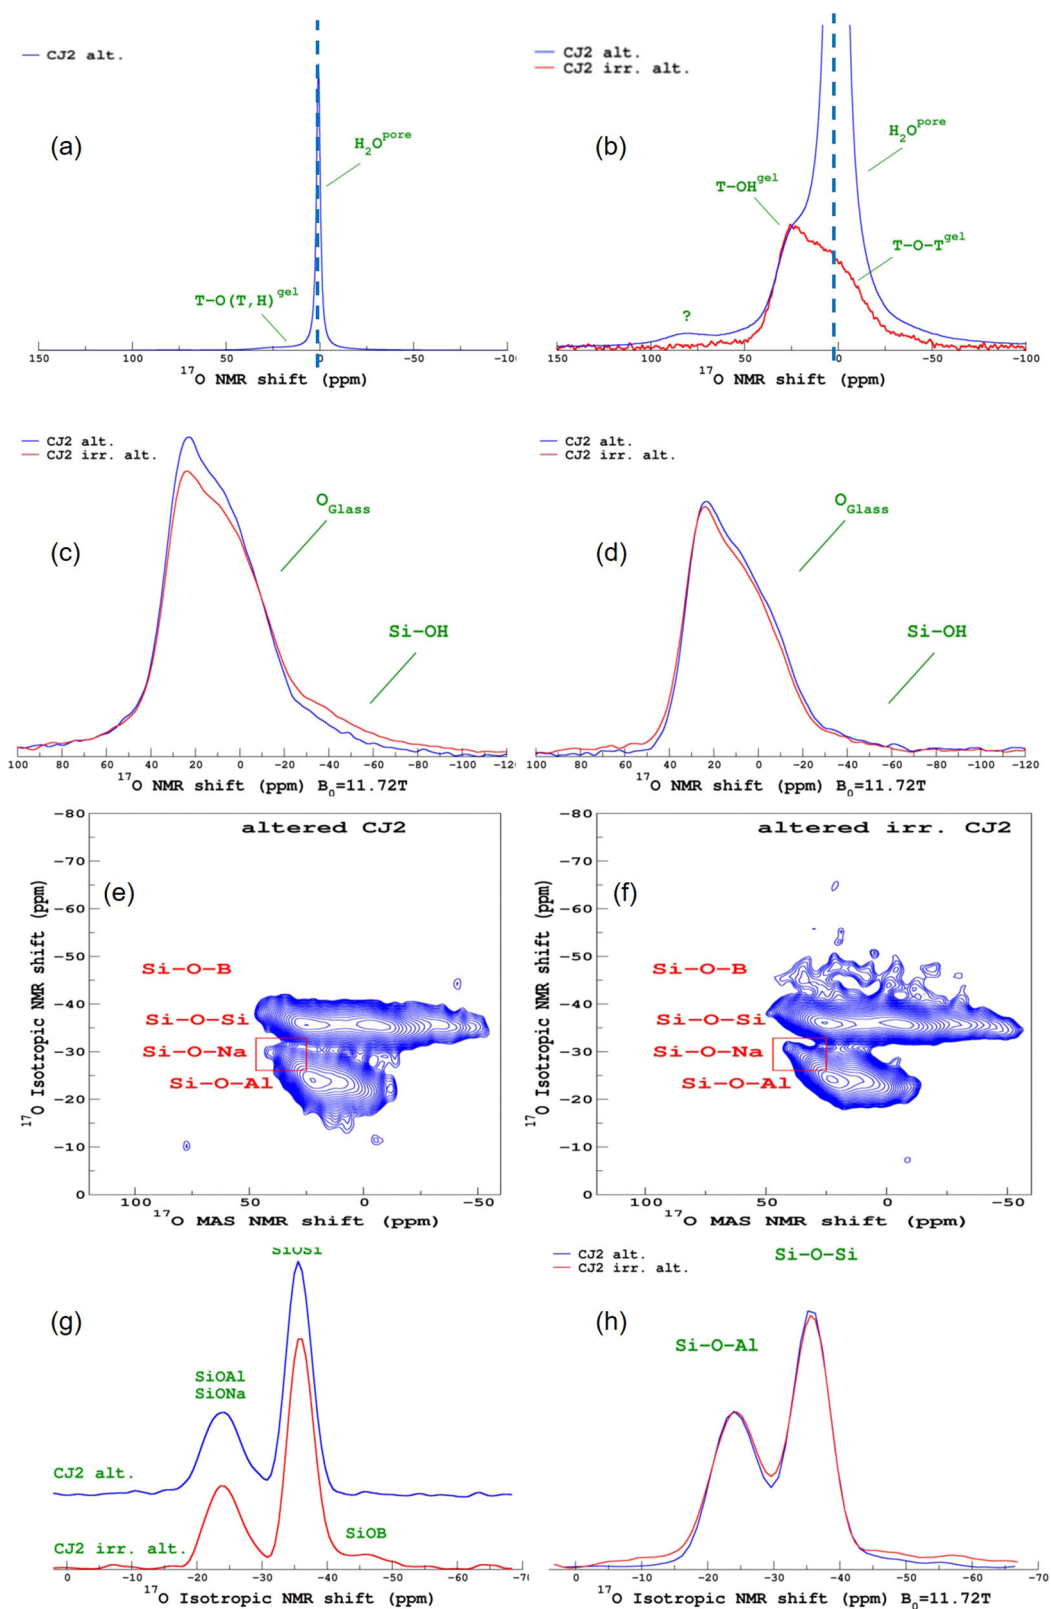 CJ2 alt.
(a)
H2O^pore
T-O(T,H)^gel
150 100 50 0 -50 -10
17O NMR shift (ppm)
CJ2 alt.
CJ2 irr. alt.
(b)
H2O^pore
T-OH^gel
T-O-T^gel
?
150 100 50 0 -50 -100
17O NMR shift (ppm)
CJ2 alt.
CJ2 irr. alt.
(c)
O Glass
Si-OH
100 80 60 40 20 0 -20 -40 -60 -80 -100 -120
17O NMR shift (ppm) B0=11.72T
CJ2 alt.
CJ2 irr. alt.
(d)
O Glass
Si-OH
100 80 60 40 20 0 -20 -40 -60 -80 -100 -120
17O NMR shift (ppm) B0=11.72T
altered CJ2
(e)
Si-O-B
Si-O-Si
Si-O-Na
Si-O-Al
-80
-70
-60
-50
-40
-30
-20
-10
0
17O Isotropic NMR shift (ppm)
100 50 0 -50
17O MAS NMR shift (ppm)
altered irr. CJ2
(f)
Si-O-B
Si-O-Si
Si-O-Na
Si-O-Al
-80
-70
-60
-50
-40
-30
-20
-10
0
17O Isotropic NMR shift (ppm)
100 50 0 -50
17O MAS NMR shift (ppm)
SiOSi
(g)
SiOAl
SiONa
CJ2 alt.
SiOB
CJ2 irr. alt.
0 -10 -20 -30 -40 -50 -60
17O Isotropic NMR shift (ppm)
CJ2 alt.
CJ2 irr. alt.
Si-O-Si
(h)
Si-O-Al
0 -10 -20 -30 -40 -50 -60 -70
17O Isotropic NMR shift (ppm) B0=11.72T